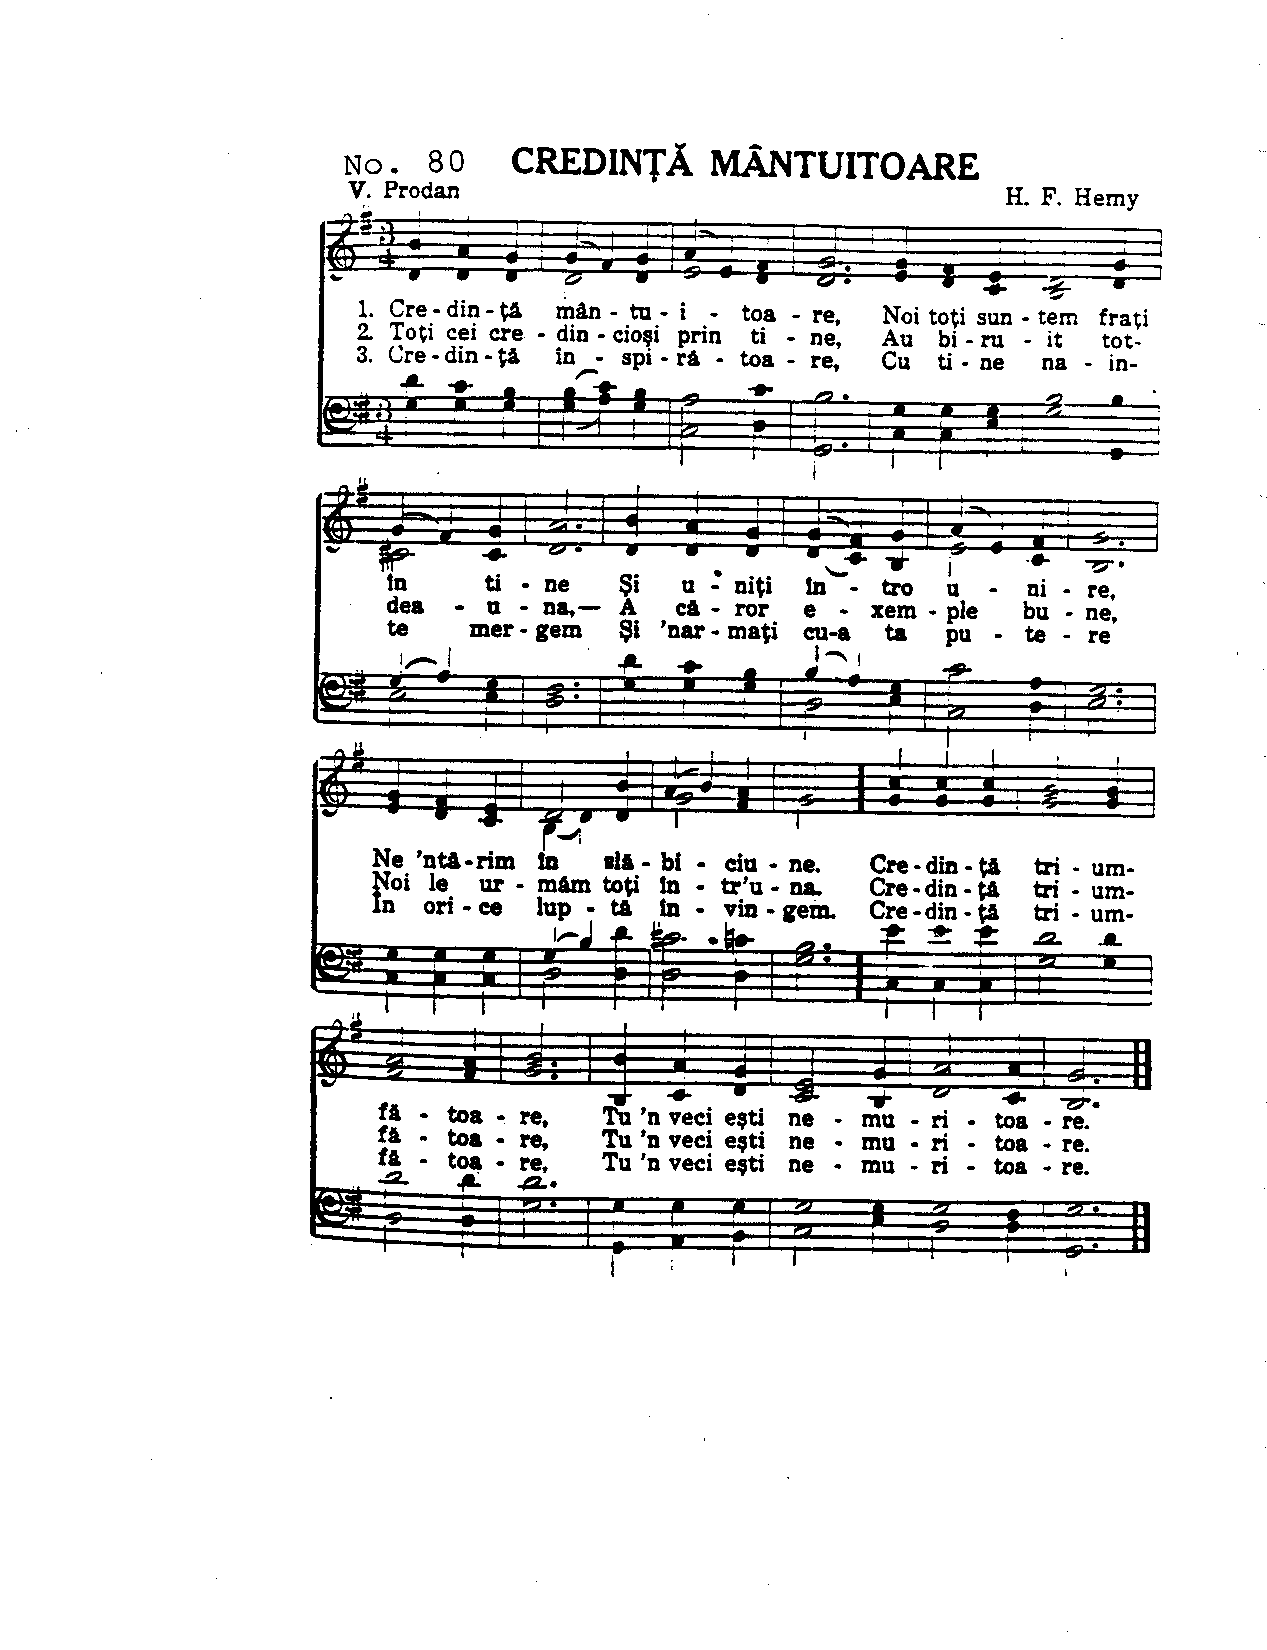 No. 80 CREDINȚĂ MÂNTUITOARE
V. Prodan
H. F. Hemy
3
4
1. Cre - din - ță mân - tu - i - toa - re, Noi toți sun - tem frați
2. Toți cei cre - din - cioși prin ti - ne, Au bi - ru - it tot-
3. Cre - din - ță în - spi - ră - toa - re, Cu ti - ne na - in-
3
4
în ti - ne Și u - niți în - tro u - ni - re,
dea - u - na,— A că - ror e - xem - ple bu - ne,
te mer - gem Și 'nar - mați cu-a ta pu - te - re
Ne 'ntă - rim în slă - bi - ciu - ne. Cre - din - ță tri - um-
Noi le ur - măm toți în - tr'u - na. Cre - din - ță tri - um-
În ori - ce lup - tă în - vin - gem. Cre - din - ță tri - um-
fă - toa - re, Tu 'n veci ești ne - mu - ri - toa - re.
fă - toa - re, Tu 'n veci ești ne - mu - ri - toa - re.
fă - toa - re, Tu 'n veci ești ne - mu - ri - toa - re.